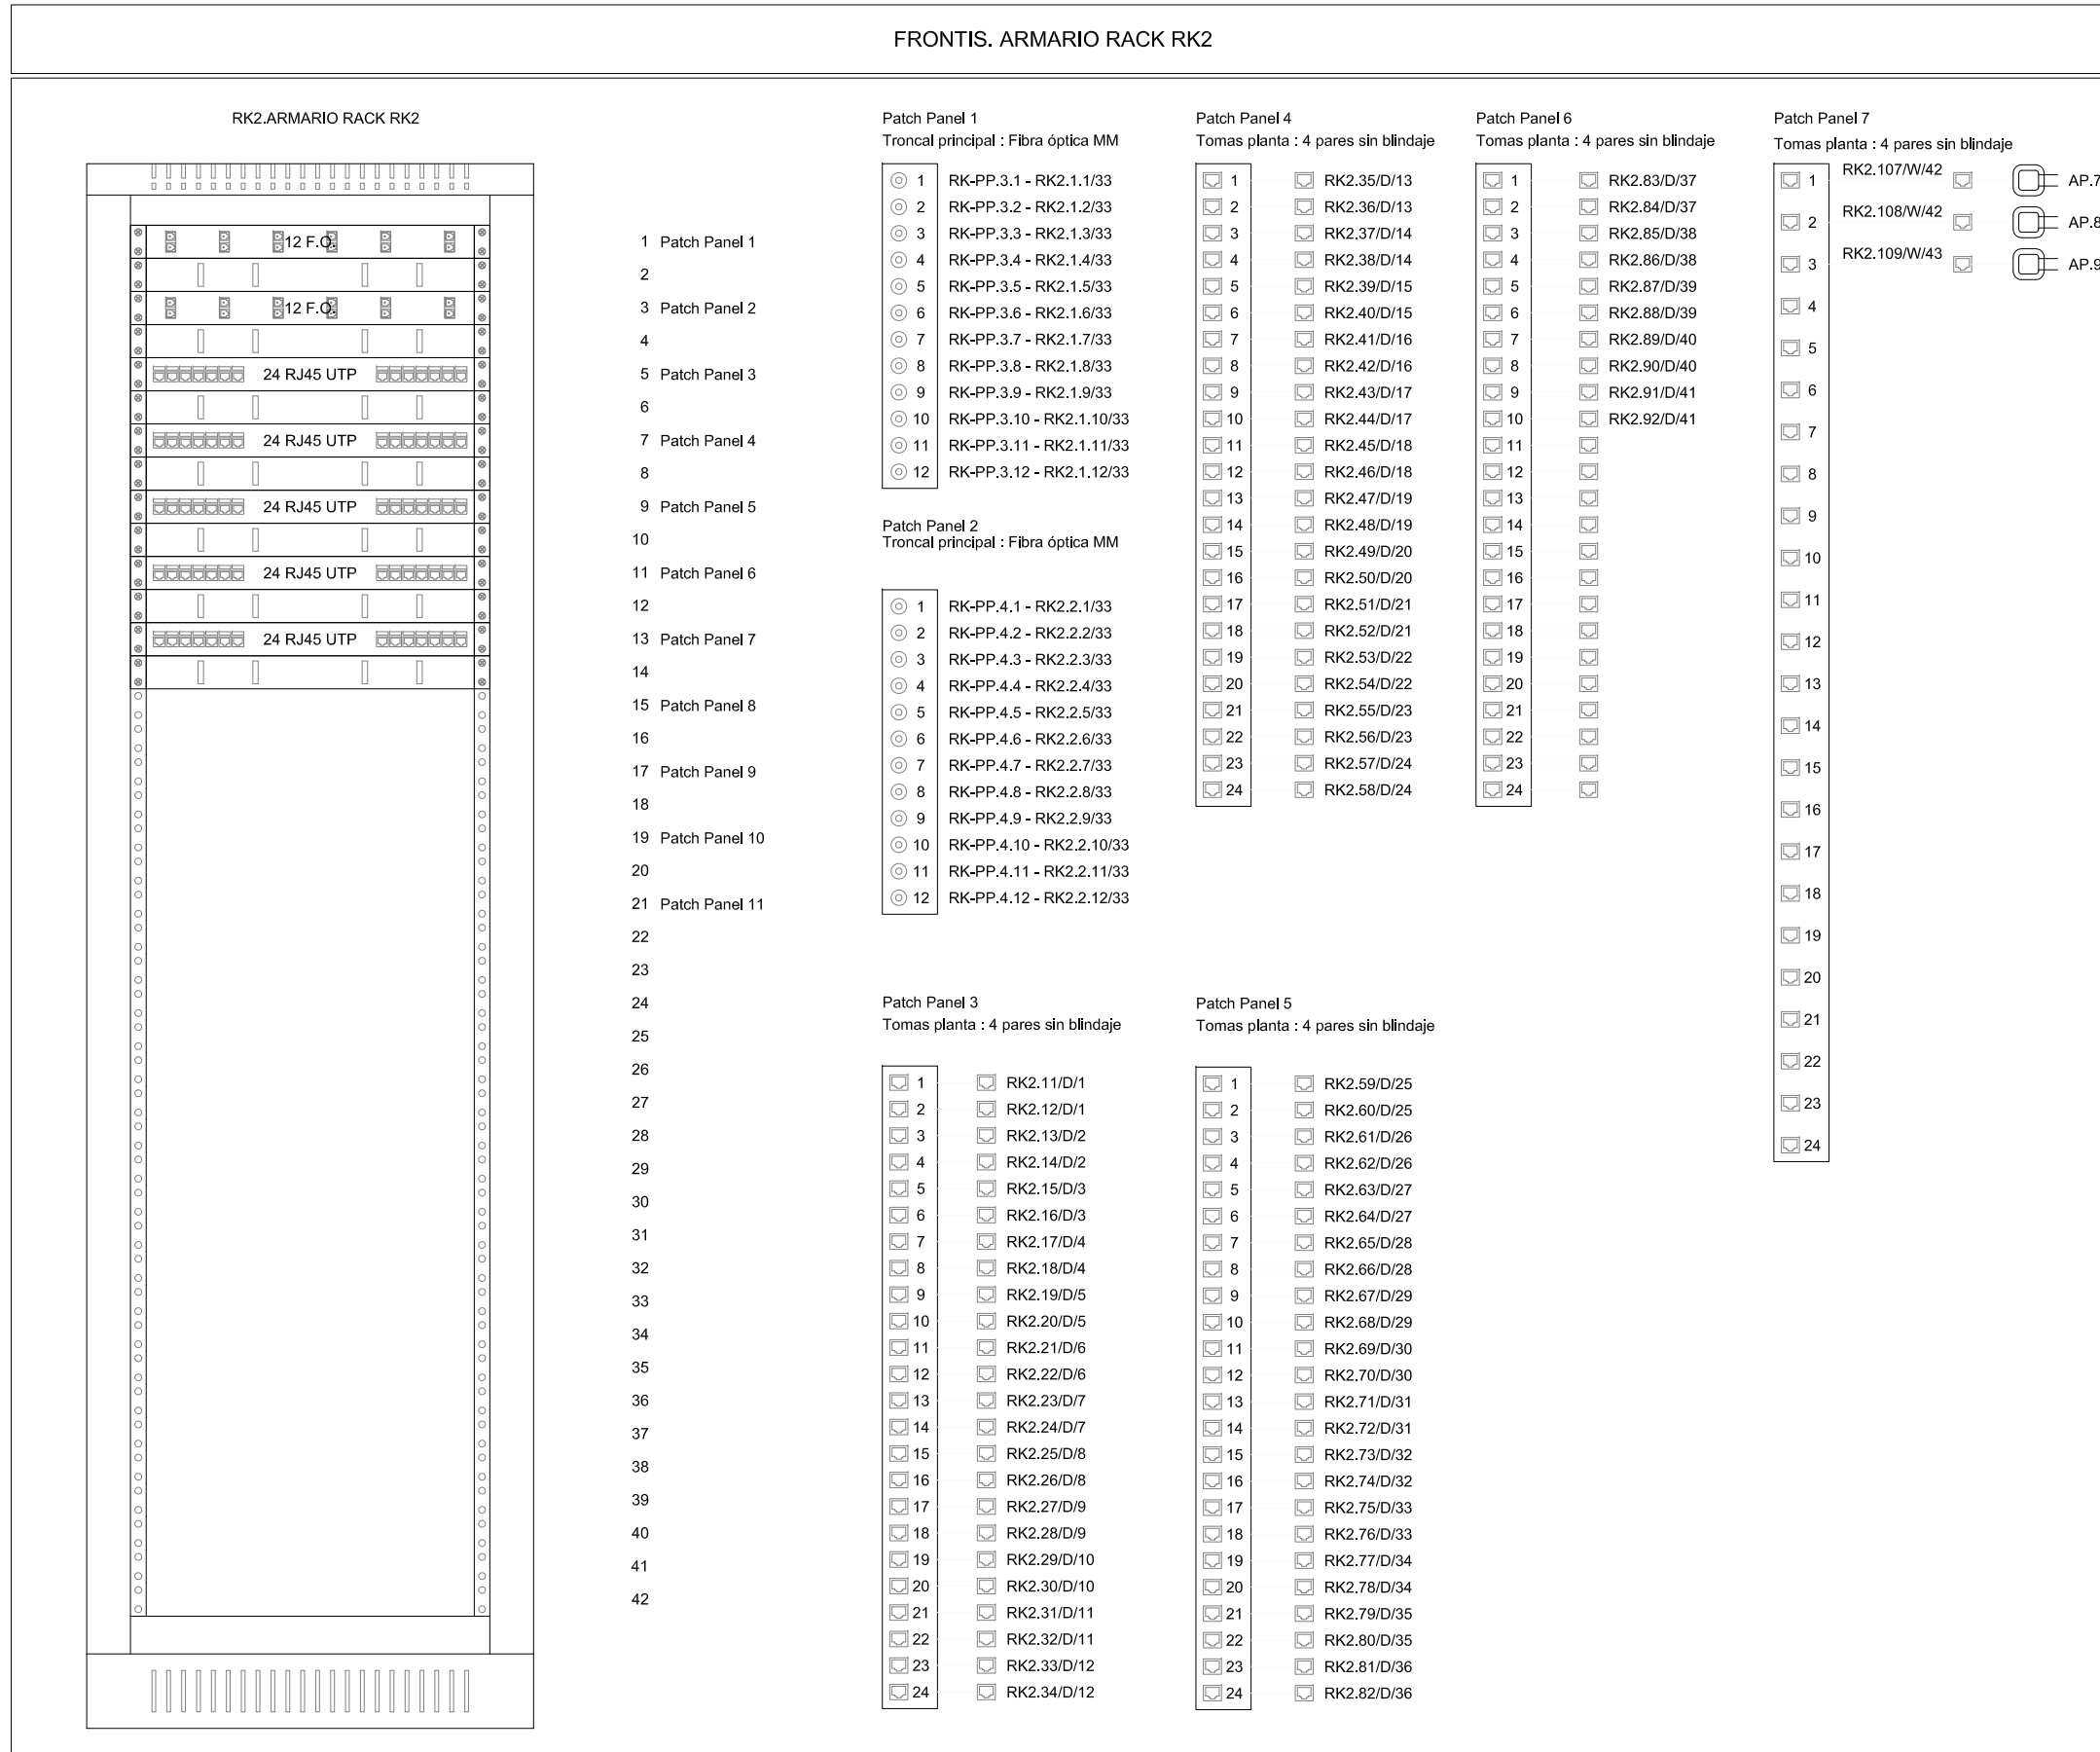 FRONTIS. ARMARIO RACK RK2
RK2.ARMARIO RACK RK2
12 F.O.
12 F.O.
24 RJ45 UTP
24 RJ45 UTP
24 RJ45 UTP
24 RJ45 UTP
24 RJ45 UTP
1 Patch Panel 1
2
3 Patch Panel 2
4
5 Patch Panel 3
6
7 Patch Panel 4
8
9 Patch Panel 5
10
11 Patch Panel 6
12
13 Patch Panel 7
14
15 Patch Panel 8
16
17 Patch Panel 9
18
19 Patch Panel 10
20
21 Patch Panel 11
22
23
24
25
26
27
28
29
30
31
32
33
34
35
36
37
38
39
40
41
42
Patch Panel 1
Troncal principal : Fibra óptica MM
1 RK-PP.3.1 - RK2.1.1/33
2 RK-PP.3.2 - RK2.1.2/33
3 RK-PP.3.3 - RK2.1.3/33
4 RK-PP.3.4 - RK2.1.4/33
5 RK-PP.3.5 - RK2.1.5/33
6 RK-PP.3.6 - RK2.1.6/33
7 RK-PP.3.7 - RK2.1.7/33
8 RK-PP.3.8 - RK2.1.8/33
9 RK-PP.3.9 - RK2.1.9/33
10 RK-PP.3.10 - RK2.1.10/33
11 RK-PP.3.11 - RK2.1.11/33
12 RK-PP.3.12 - RK2.1.12/33
Patch Panel 2
Troncal principal : Fibra óptica MM
1 RK-PP.4.1 - RK2.2.1/33
2 RK-PP.4.2 - RK2.2.2/33
3 RK-PP.4.3 - RK2.2.3/33
4 RK-PP.4.4 - RK2.2.4/33
5 RK-PP.4.5 - RK2.2.5/33
6 RK-PP.4.6 - RK2.2.6/33
7 RK-PP.4.7 - RK2.2.7/33
8 RK-PP.4.8 - RK2.2.8/33
9 RK-PP.4.9 - RK2.2.9/33
10 RK-PP.4.10 - RK2.2.10/33
11 RK-PP.4.11 - RK2.2.11/33
12 RK-PP.4.12 - RK2.2.12/33
Patch Panel 3
Tomas planta : 4 pares sin blindaje
1 RK2.11/D/1
2 RK2.12/D/1
3 RK2.13/D/2
4 RK2.14/D/2
5 RK2.15/D/3
6 RK2.16/D/3
7 RK2.17/D/4
8 RK2.18/D/4
9 RK2.19/D/5
10 RK2.20/D/5
11 RK2.21/D/6
12 RK2.22/D/6
13 RK2.23/D/7
14 RK2.24/D/7
15 RK2.25/D/8
16 RK2.26/D/8
17 RK2.27/D/9
18 RK2.28/D/9
19 RK2.29/D/10
20 RK2.30/D/10
21 RK2.31/D/11
22 RK2.32/D/11
23 RK2.33/D/12
24 RK2.34/D/12
Patch Panel 4
Tomas planta : 4 pares sin blindaje
1 RK2.35/D/13
2 RK2.36/D/13
3 RK2.37/D/14
4 RK2.38/D/14
5 RK2.39/D/15
6 RK2.40/D/15
7 RK2.41/D/16
8 RK2.42/D/16
9 RK2.43/D/17
10 RK2.44/D/17
11 RK2.45/D/18
12 RK2.46/D/18
13 RK2.47/D/19
14 RK2.48/D/19
15 RK2.49/D/20
16 RK2.50/D/20
17 RK2.51/D/21
18 RK2.52/D/21
19 RK2.53/D/22
20 RK2.54/D/22
21 RK2.55/D/23
22 RK2.56/D/23
23 RK2.57/D/24
24 RK2.58/D/24
Patch Panel 5
Tomas planta : 4 pares sin blindaje
1 RK2.59/D/25
2 RK2.60/D/25
3 RK2.61/D/26
4 RK2.62/D/26
5 RK2.63/D/27
6 RK2.64/D/27
7 RK2.65/D/28
8 RK2.66/D/28
9 RK2.67/D/29
10 RK2.68/D/29
11 RK2.69/D/30
12 RK2.70/D/30
13 RK2.71/D/31
14 RK2.72/D/31
15 RK2.73/D/32
16 RK2.74/D/32
17 RK2.75/D/33
18 RK2.76/D/33
19 RK2.77/D/34
20 RK2.78/D/34
21 RK2.79/D/35
22 RK2.80/D/35
23 RK2.81/D/36
24 RK2.82/D/36
Patch Panel 6
Tomas planta : 4 pares sin blindaje
1 RK2.83/D/37
2 RK2.84/D/37
3 RK2.85/D/38
4 RK2.86/D/38
5 RK2.87/D/39
6 RK2.88/D/39
7 RK2.89/D/40
8 RK2.90/D/40
9 RK2.91/D/41
10 RK2.92/D/41
11
12
13
14
15
16
17
18
19
20
21
22
23
24
Patch Panel 7
Tomas planta : 4 pares sin blindaje
1 RK2.107/W/42 AP.7
2 RK2.108/W/42 AP.8
3 RK2.109/W/43 AP.9
4
5
6
7
8
9
10
11
12
13
14
15
16
17
18
19
20
21
22
23
24